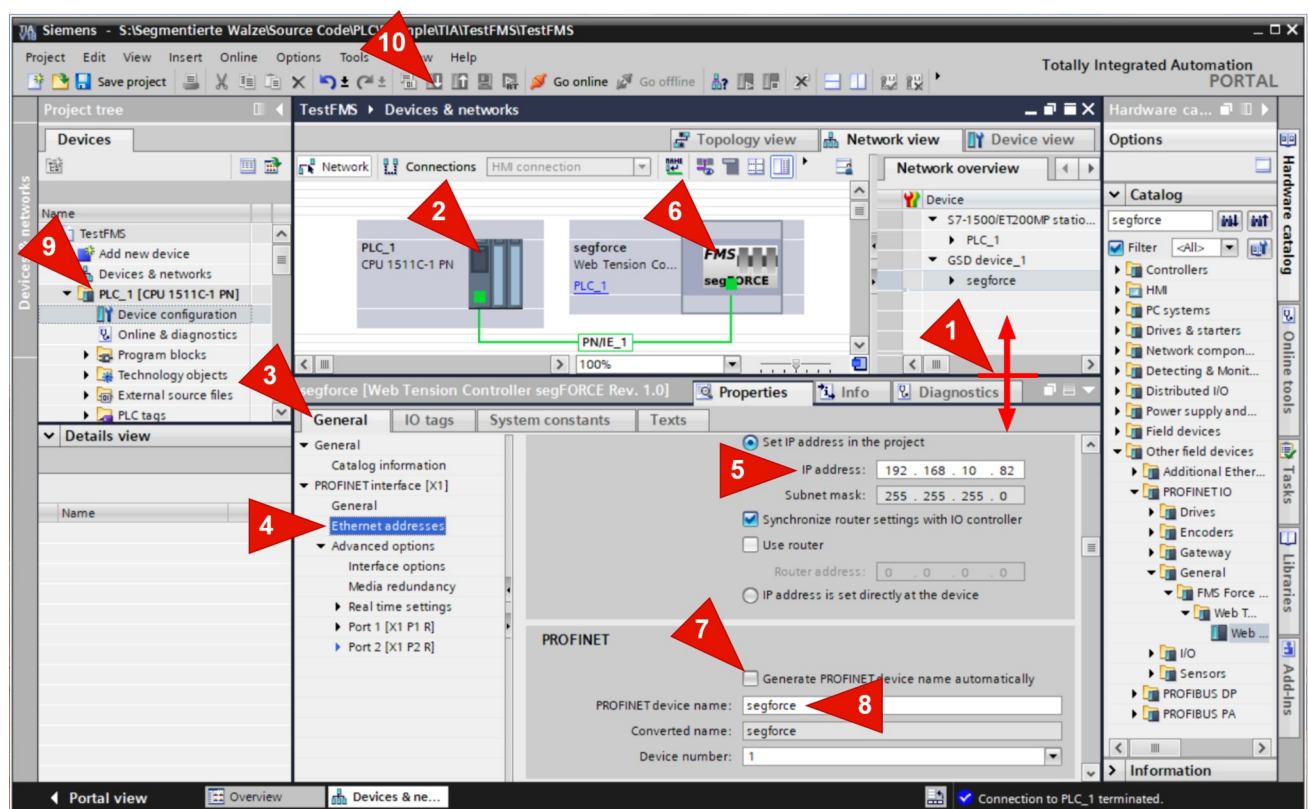 Siemens - S:\Segmentierte Walze\Source Code\PLC\ mple\TIA\TestFMS\TestFMS
Project Edit View Insert Online Options Tools w Help
Totally Integrated Automation
PORTAL
Save project
Go online
Go offline
10
Project tree
Devices
Name
TestFMS
Add new device
Devices & networks
PLC_1 [CPU 1511C-1 PN]
Device configuration
Online & diagnostics
Program blocks
Technology objects
External source files
PLC tags
9
Details view
Name
Devices & networks
TestFMS Devices & networks
Topology view
Network view
Device view
Network
Connections
HMI connection
2
6
PLC_1
CPU 1511C-1 PN
segforce
Web Tension Co...
PLC_1
FMS
segFORCE
PN/IE_1
100%
Network overview
Device
S7-1500/ET200MP statio...
PLC_1
GSD device_1
segforce
1
3
segforce [Web Tension Controller segFORCE Rev. 1.0]
Properties
Info
Diagnostics
General
IO tags
System constants
Texts
General
Catalog information
PROFINET interface [X1]
General
Ethernet addresses
4
Advanced options
Interface options
Media redundancy
Real time settings
Port 1 [X1 P1 R]
Port 2 [X1 P2 R]
Set IP address in the project
5
IP address: 192 . 168 . 10 . 82
Subnet mask: 255 . 255 . 255 . 0
Synchronize router settings with IO controller
Use router
Router address: 0 . 0 . 0 . 0
IP address is set directly at the device
PROFINET
7
Generate PROFINET device name automatically
PROFINET device name: segforce
8
Converted name: segforce
Device number: 1
Hardware ca...
Options
Catalog
segforce
Filter <All>
Controllers
HMI
PC systems
Drives & starters
Network compon...
Detecting & Monit...
Distributed I/O
Power supply and...
Field devices
Other field devices
Additional Ether...
PROFINET IO
Drives
Encoders
Gateway
General
FMS Force ...
Web T...
Web ...
I/O
Sensors
PROFIBUS DP
PROFIBUS PA
Information
Hardware catalog
Online tools
Tasks
Libraries
Add-Ins
Portal view
Overview
Devices & ne...
Connection to PLC_1 terminated.